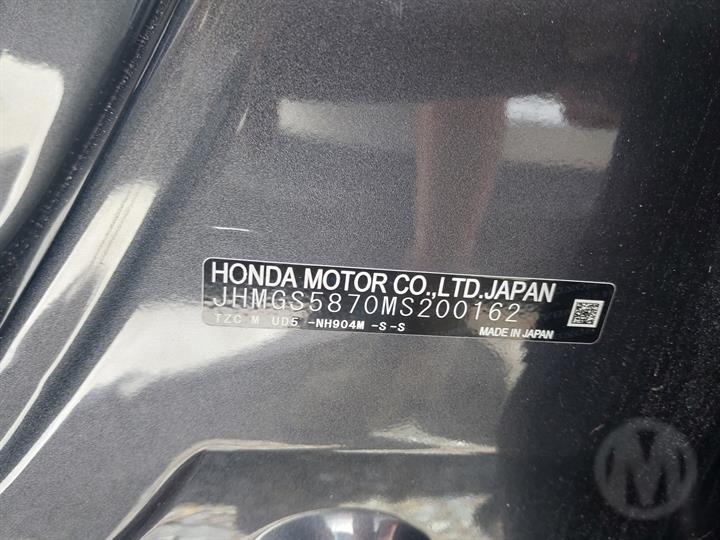 HONDA MOTOR CO.,LTD.JAPAN
JHMGS5870MS200162
TZC M UD5 -NH904M -S-S
MADE IN JAPAN
M